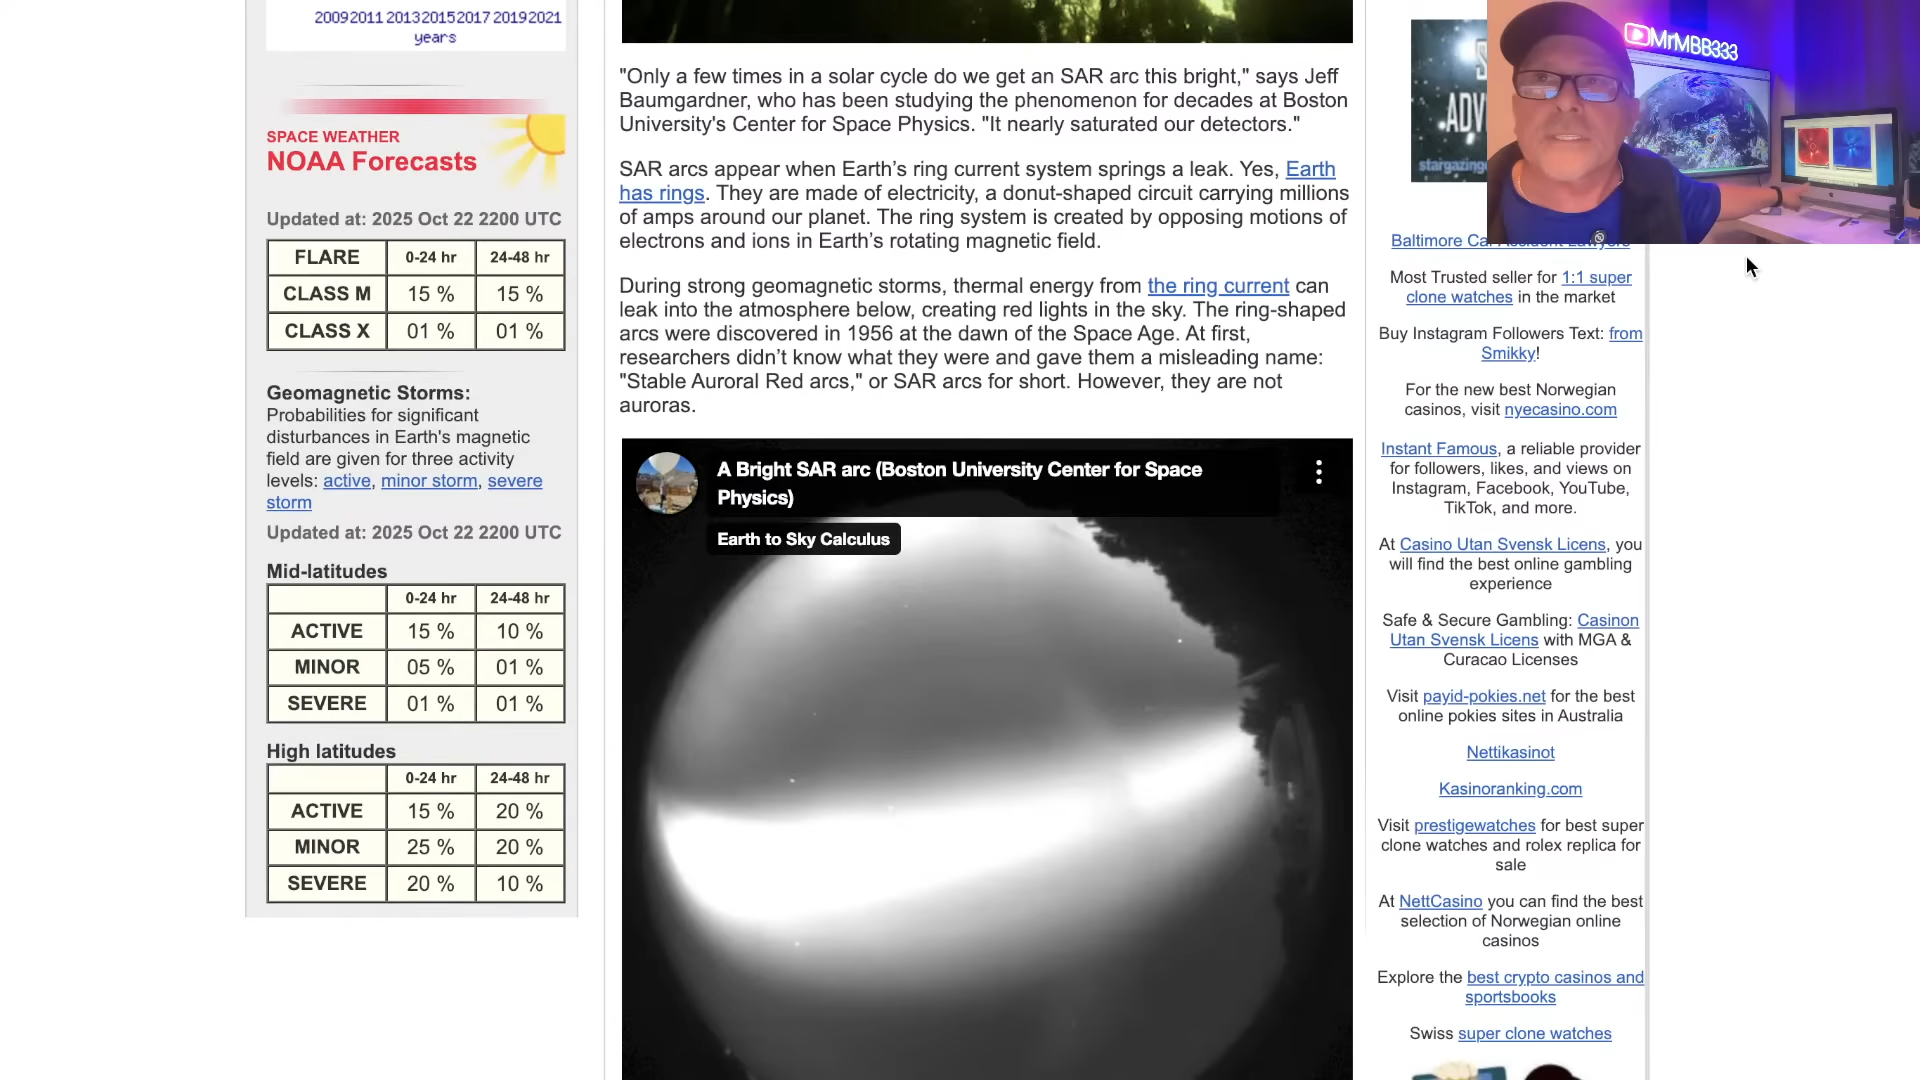 2009 2011 2013 2015 2017 2019 2021
years
SPACE WEATHER
NOAA Forecasts
Updated at: 2025 Oct 22 2200 UTC
FLARE 0-24 hr 24-48 hr
CLASS M 15 % 15 %
CLASS X 01 % 01 %
Geomagnetic Storms:
Probabilities for significant
disturbances in Earth's magnetic
field are given for three activity
levels: active, minor storm, severe
storm
Updated at: 2025 Oct 22 2200 UTC
Mid-latitudes
0-24 hr 24-48 hr
ACTIVE 15 % 10 %
MINOR 05 % 01 %
SEVERE 01 % 01 %
High latitudes
0-24 hr 24-48 hr
ACTIVE 15 % 20 %
MINOR 25 % 20 %
SEVERE 20 % 10 %
"Only a few times in a solar cycle do we get an SAR arc this bright," says Jeff
Baumgardner, who has been studying the phenomenon for decades at Boston
University's Center for Space Physics. "It nearly saturated our detectors."
SAR arcs appear when Earth’s ring current system springs a leak. Yes, Earth
has rings. They are made of electricity, a donut-shaped circuit carrying millions
of amps around our planet. The ring system is created by opposing motions of
electrons and ions in Earth’s rotating magnetic field.
During strong geomagnetic storms, thermal energy from the ring current can
leak into the atmosphere below, creating red lights in the sky. The ring-shaped
arcs were discovered in 1956 at the dawn of the Space Age. At first,
researchers didn’t know what they were and gave them a misleading name:
"Stable Auroral Red arcs," or SAR arcs for short. However, they are not
auroras.
A Bright SAR arc (Boston University Center for Space
Physics)
Earth to Sky Calculus
MrMBB333
stargazing
Baltimore Car Accident Lawyers
Most Trusted seller for 1:1 super
clone watches in the market
Buy Instagram Followers Text: from
Smikky!
For the new best Norwegian
casinos, visit nyecasino.com
Instant Famous, a reliable provider
for followers, likes, and views on
Instagram, Facebook, YouTube,
TikTok, and more.
At Casino Utan Svensk Licens, you
will find the best online gambling
experience
Safe & Secure Gambling: Casinon
Utan Svensk Licens with MGA &
Curacao Licenses
Visit payid-pokies.net for the best
online pokies sites in Australia
Nettikasinot
Kasinoranking.com
Visit prestigewatches for best super
clone watches and rolex replica for
sale
At NettCasino you can find the best
selection of Norwegian online
casinos
Explore the best crypto casinos and
sportsbooks
Swiss super clone watches